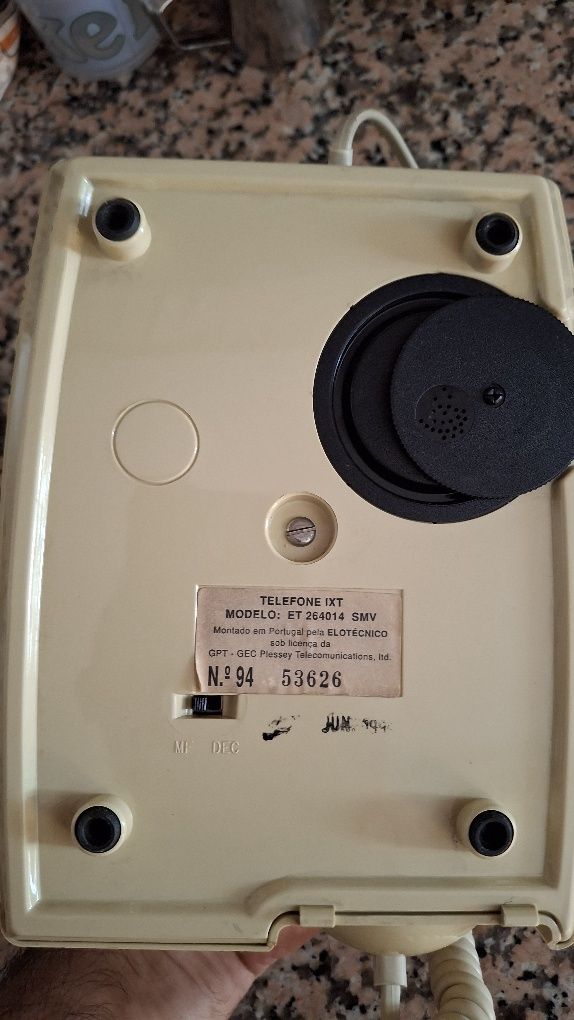 TELEFONE IXT
MODELO: ET 264014 SMV
Montado em Portugal pela ELOTÉCNICO
sob licença da
GPT - GEC Plessey Telecomunications, ltd.
N.º 94 53626
MF DEC
JUN.